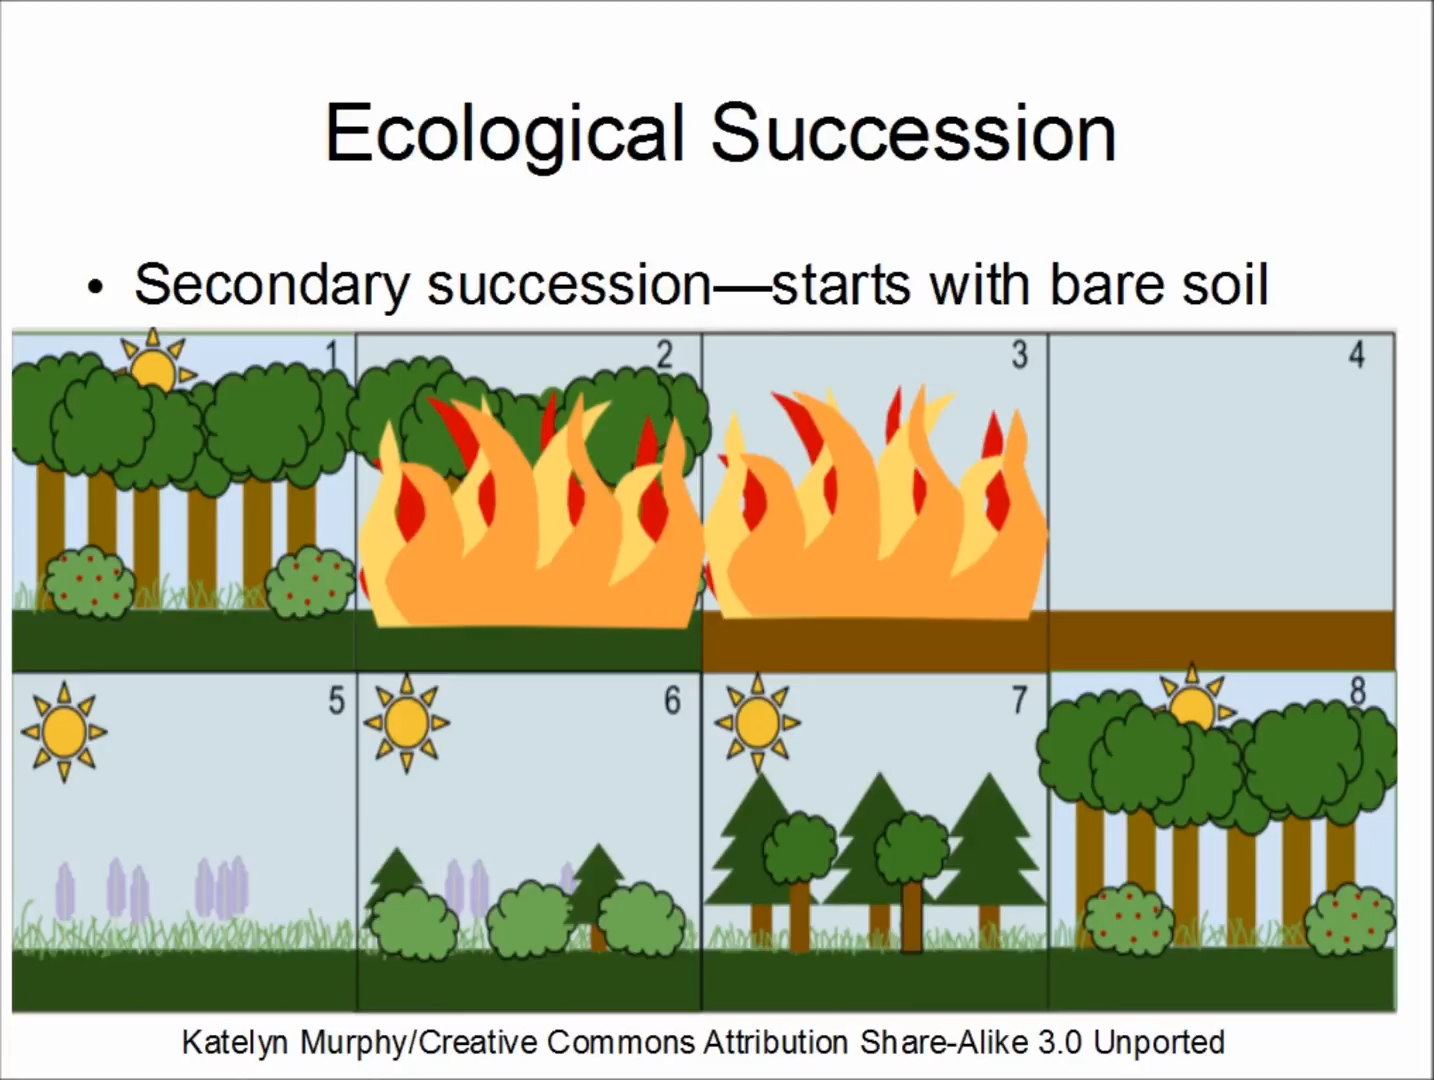 Ecological Succession
• Secondary succession—starts with bare soil
1 2 3 4
5 6 7 8
Katelyn Murphy/Creative Commons Attribution Share-Alike 3.0 Unported